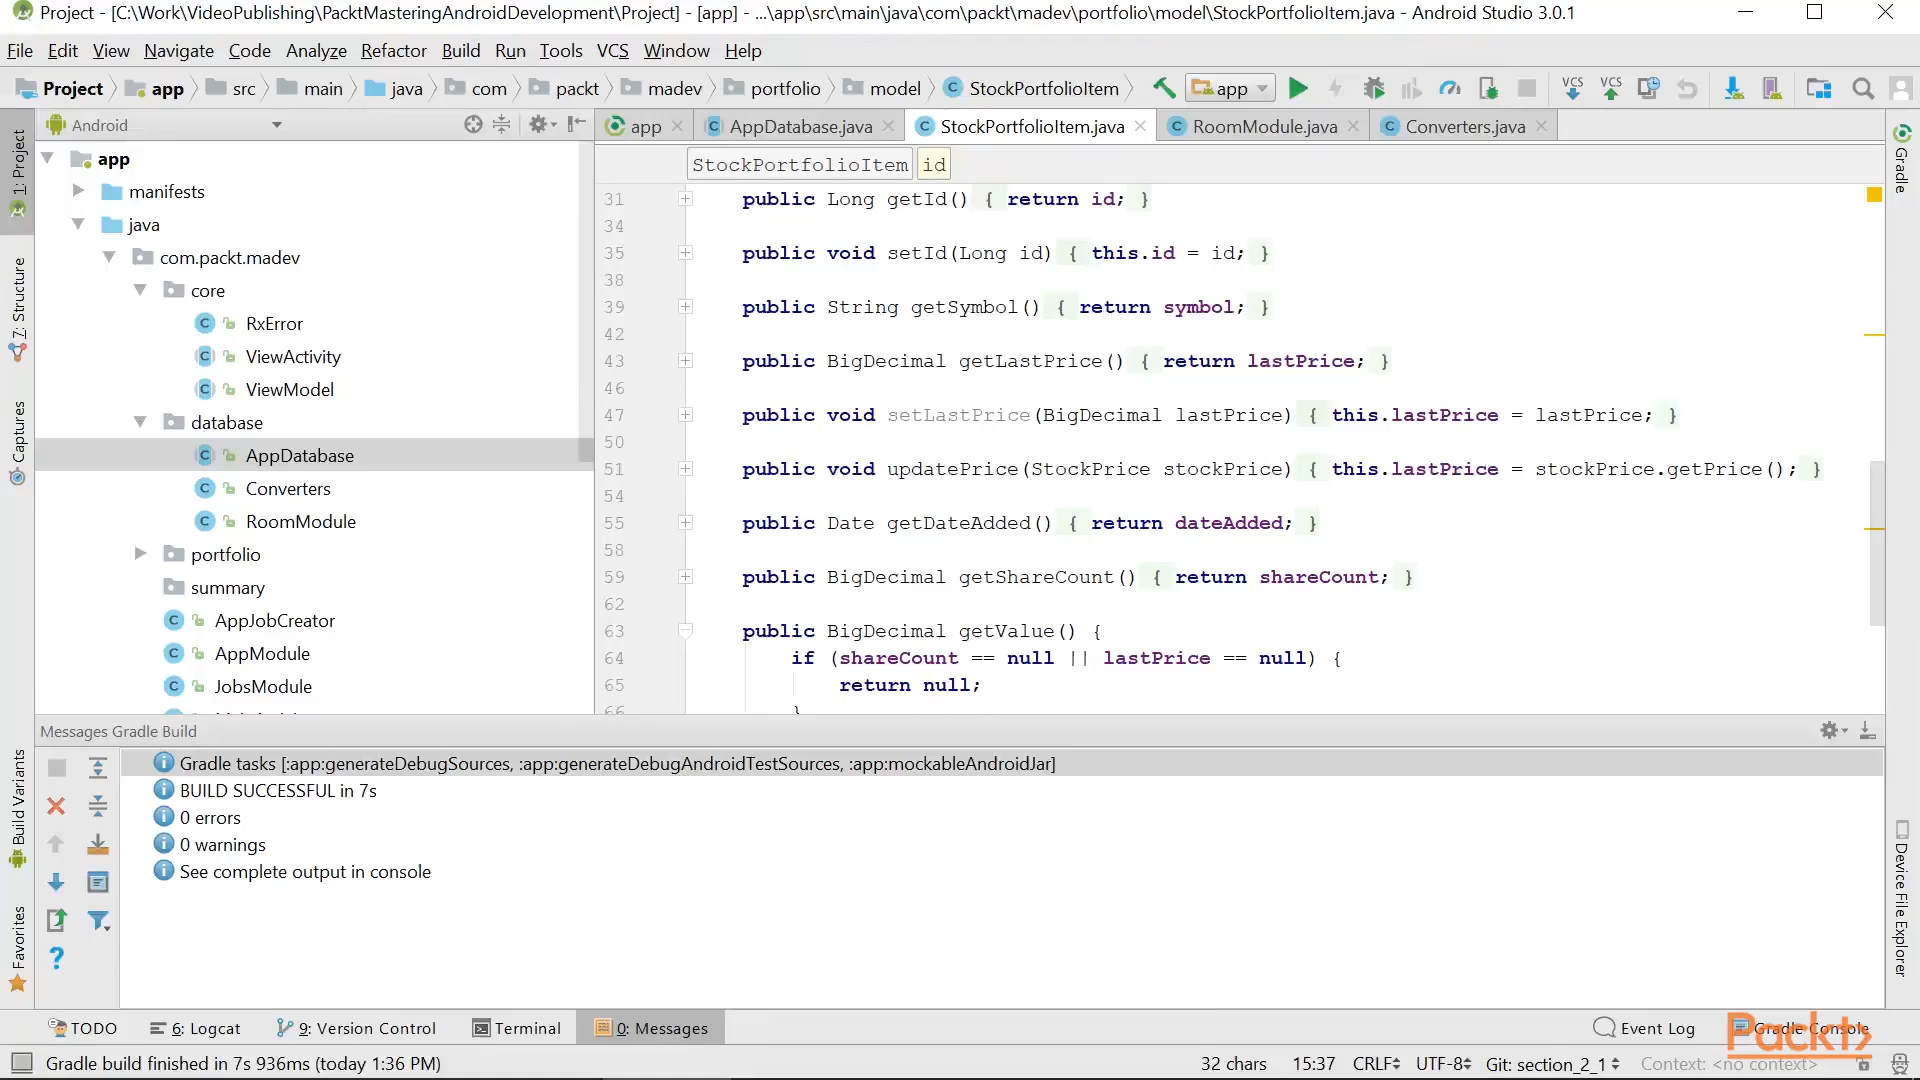 Project - [C:\Work\VideoPublishing\PacktMasteringAndroidDevelopment\Project] - [app] - ...\app\src\main\java\com\packt\madev\portfolio\model\StockPortfolioItem.java - Android Studio 3.0.1
File Edit View Navigate Code Analyze Refactor Build Run Tools VCS Window Help
Project app src main java com packt madev portfolio model StockPortfolioItem app VCS VCS
1: Project
7: Structure
Captures
Build Variants
Favorites
Android
app
manifests
java
com.packt.madev
core
RxError
ViewActivity
ViewModel
database
AppDatabase
Converters
RoomModule
portfolio
summary
AppJobCreator
AppModule
JobsModule
app AppDatabase.java StockPortfolioItem.java RoomModule.java Converters.java
StockPortfolioItem id
31 public Long getId() { return id; }
34
35 public void setId(Long id) { this.id = id; }
38
39 public String getSymbol() { return symbol; }
42
43 public BigDecimal getLastPrice() { return lastPrice; }
46
47 public void setLastPrice(BigDecimal lastPrice) { this.lastPrice = lastPrice; }
50
51 public void updatePrice(StockPrice stockPrice) { this.lastPrice = stockPrice.getPrice(); }
54
55 public Date getDateAdded() { return dateAdded; }
58
59 public BigDecimal getShareCount() { return shareCount; }
62
63 public BigDecimal getValue() {
64 if (shareCount == null || lastPrice == null) {
65 return null;
66 }
Gradle
Device File Explorer
Messages Gradle Build
Gradle tasks [:app:generateDebugSources, :app:generateDebugAndroidTestSources, :app:mockableAndroidJar]
BUILD SUCCESSFUL in 7s
0 errors
0 warnings
See complete output in console
TODO 6: Logcat 9: Version Control Terminal 0: Messages Event Log Gradle Console
Packt
Gradle build finished in 7s 936ms (today 1:36 PM) 32 chars 15:37 CRLF UTF-8 Git: section_2_1 Context: <no context>